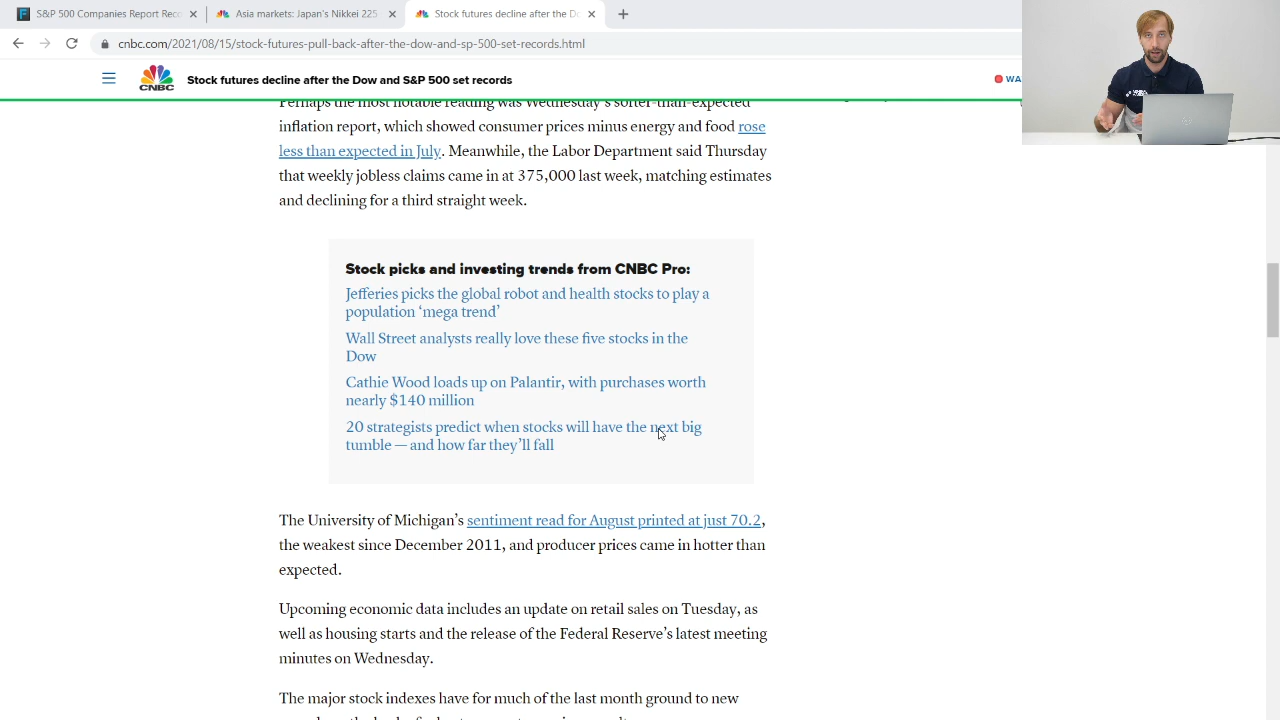 S&P 500 Companies Report Reco
Asia markets: Japan's Nikkei 225
Stock futures decline after the Do
cnbc.com/2021/08/15/stock-futures-pull-back-after-the-dow-and-sp-500-set-records.html
CNBC
Stock futures decline after the Dow and S&P 500 set records
WA
Perhaps the most notable reading was Wednesday's softer-than-expected
inflation report, which showed consumer prices minus energy and food rose
less than expected in July. Meanwhile, the Labor Department said Thursday
that weekly jobless claims came in at 375,000 last week, matching estimates
and declining for a third straight week.
Stock picks and investing trends from CNBC Pro:
Jefferies picks the global robot and health stocks to play a
population ‘mega trend’
Wall Street analysts really love these five stocks in the
Dow
Cathie Wood loads up on Palantir, with purchases worth
nearly $140 million
20 strategists predict when stocks will have the next big
tumble — and how far they’ll fall
The University of Michigan’s sentiment read for August printed at just 70.2,
the weakest since December 2011, and producer prices came in hotter than
expected.
Upcoming economic data includes an update on retail sales on Tuesday, as
well as housing starts and the release of the Federal Reserve’s latest meeting
minutes on Wednesday.
The major stock indexes have for much of the last month ground to new